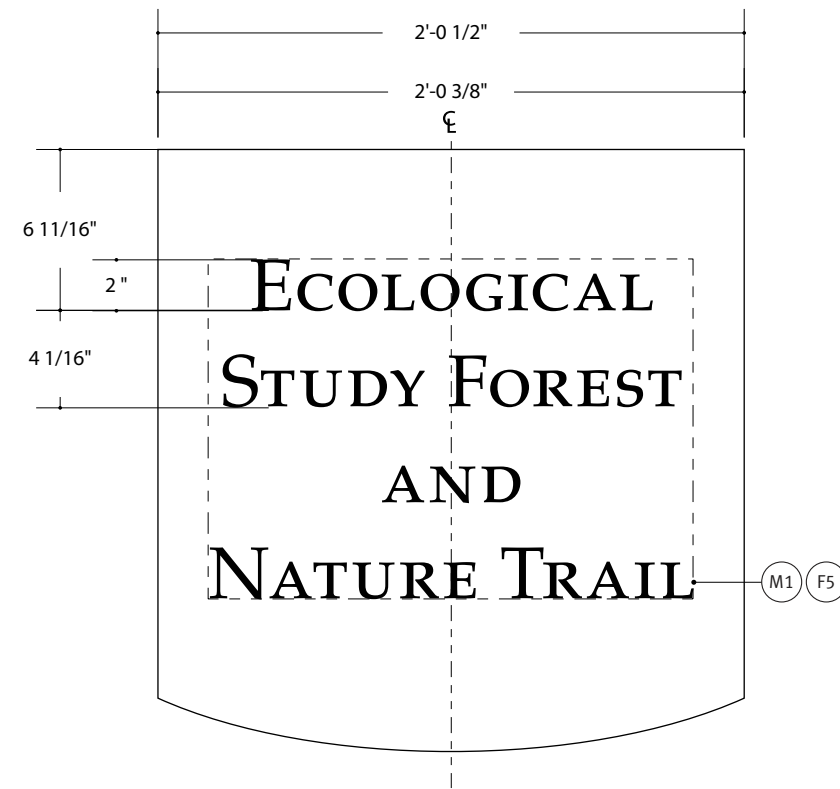 2'-0 1/2"
2'-0 3/8"
℄
6 11/16"
2 "
4 1/16"
ECOLOGICAL
STUDY FOREST
AND
NATURE TRAIL
M1 F5